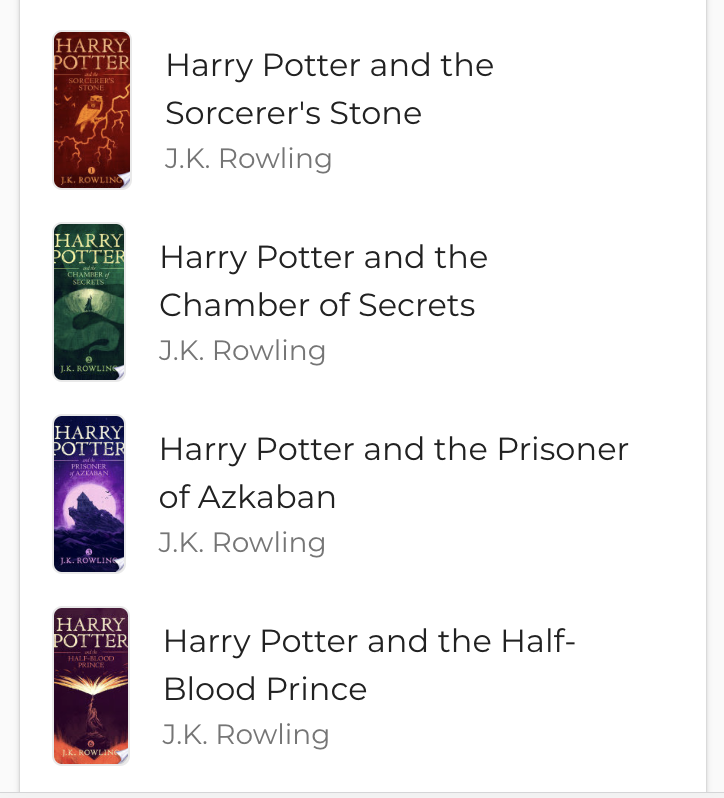 HARRY
POTTER
and the
SORCERER'S
STONE
1
J.K. ROWLING
Harry Potter and the
Sorcerer's Stone
J.K. Rowling
HARRY
POTTER
and the
CHAMBER of
SECRETS
2
J.K. ROWLING
Harry Potter and the
Chamber of Secrets
J.K. Rowling
HARRY
POTTER
and the
PRISONER
of AZKABAN
3
J.K. ROWLING
Harry Potter and the Prisoner
of Azkaban
J.K. Rowling
HARRY
POTTER
and the
HALF-BLOOD
PRINCE
6
J.K. ROWLING
Harry Potter and the Half-
Blood Prince
J.K. Rowling